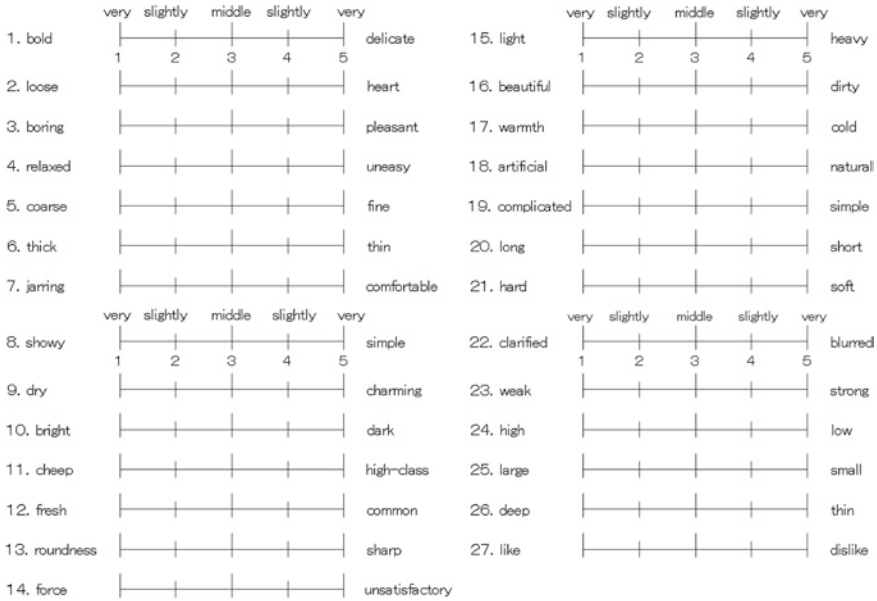 very slightly middle slightly very
1. bold delicate
1 2 3 4 5
2. loose heart
3. boring pleasant
4. relaxed uneasy
5. coarse fine
6. thick thin
7. jarring comfortable
very slightly middle slightly very
8. showy simple
1 2 3 4 5
9. dry charming
10. bright dark
11. cheep high-class
12. fresh common
13. roundness sharp
14. force unsatisfactory
very slightly middle slightly very
15. light heavy
1 2 3 4 5
16. beautiful dirty
17. warmth cold
18. artificial natural
19. complicated simple
20. long short
21. hard soft
very slightly middle slightly very
22. clarified blurred
1 2 3 4 5
23. weak strong
24. high low
25. large small
26. deep thin
27. like dislike